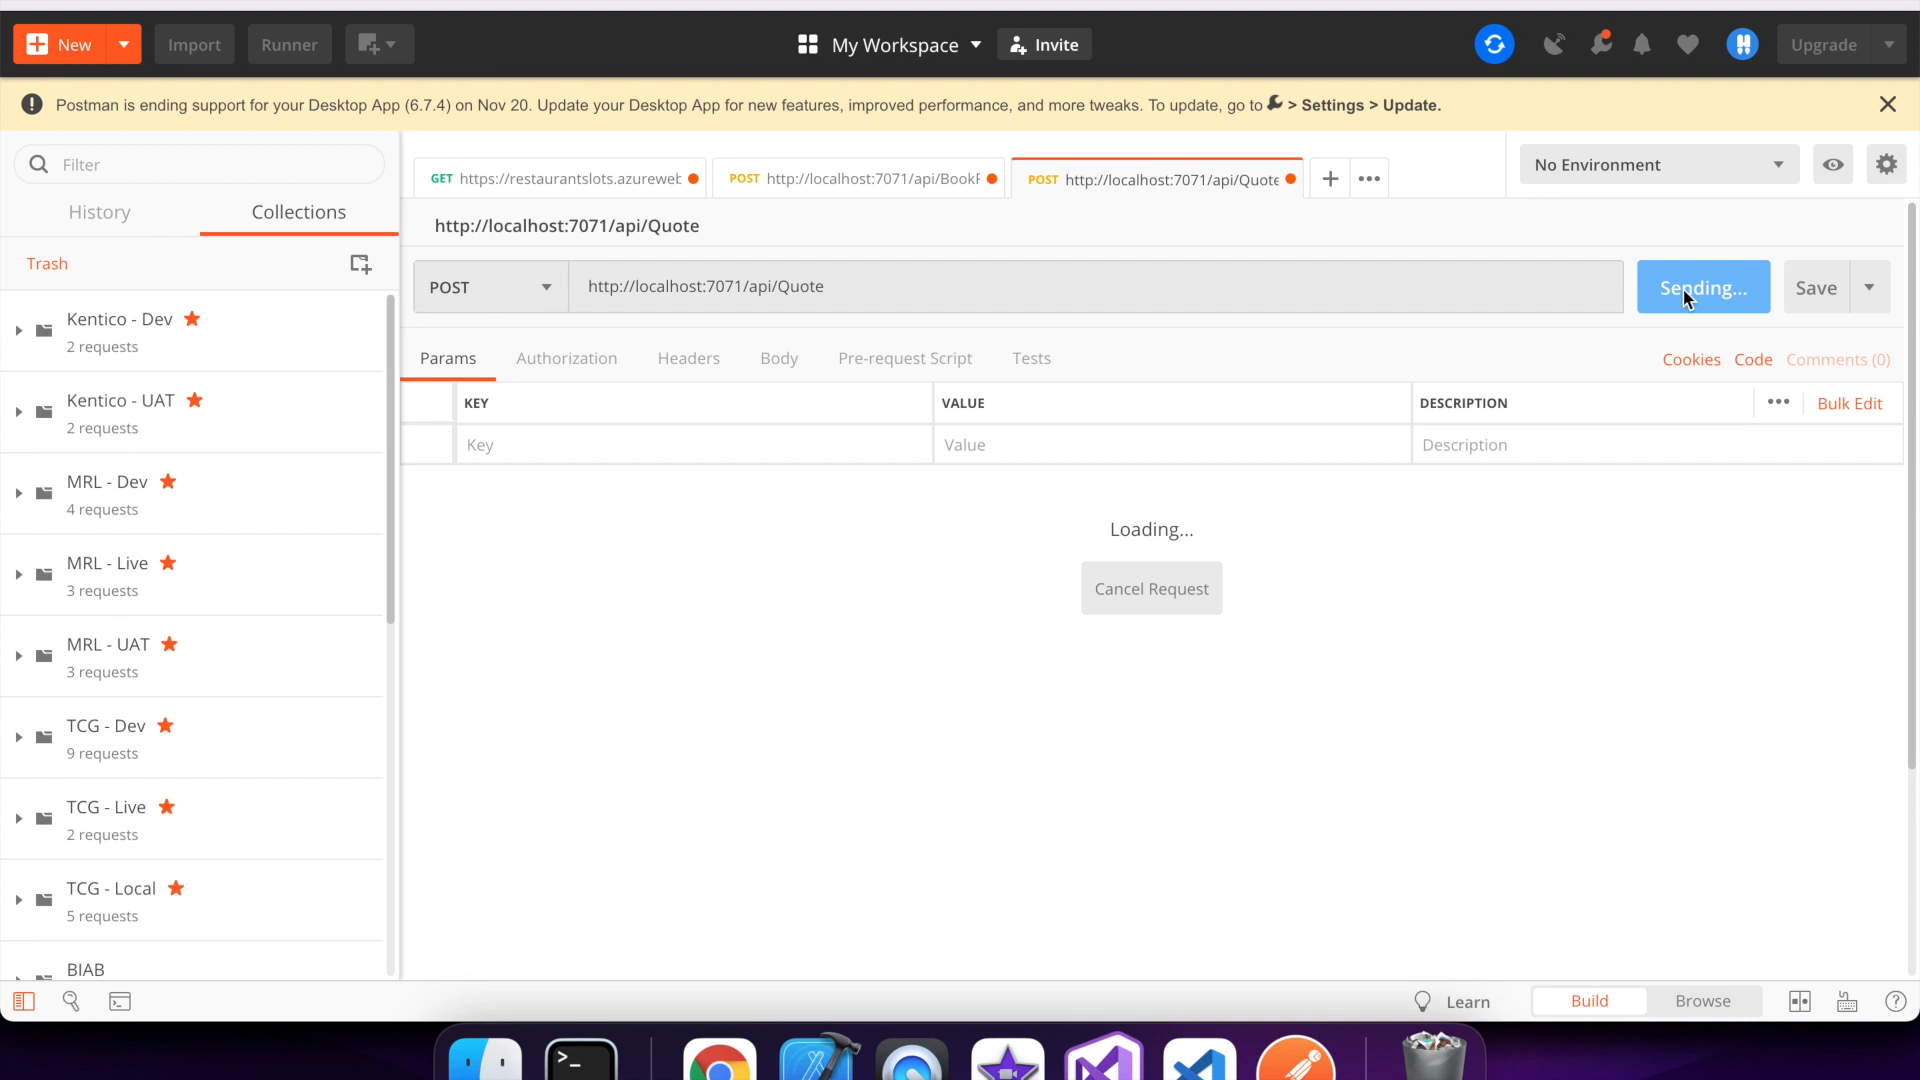 New
Import
Runner
My Workspace
Invite
Upgrade
Postman is ending support for your Desktop App (6.7.4) on Nov 20. Update your Desktop App for new features, improved performance, and more tweaks. To update, go to > Settings > Update.
Filter
History
Collections
Trash
Kentico - Dev
2 requests
Kentico - UAT
2 requests
MRL - Dev
4 requests
MRL - Live
3 requests
MRL - UAT
3 requests
TCG - Dev
9 requests
TCG - Live
2 requests
TCG - Local
5 requests
BIAB
GET https://restaurantslots.azurewet
POST http://localhost:7071/api/BookF
POST http://localhost:7071/api/Quote
No Environment
http://localhost:7071/api/Quote
POST
http://localhost:7071/api/Quote
Sending...
Save
Params
Authorization
Headers
Body
Pre-request Script
Tests
Cookies
Code
Comments (0)
KEY
VALUE
DESCRIPTION
Bulk Edit
Key
Value
Description
Loading...
Cancel Request
Learn
Build
Browse